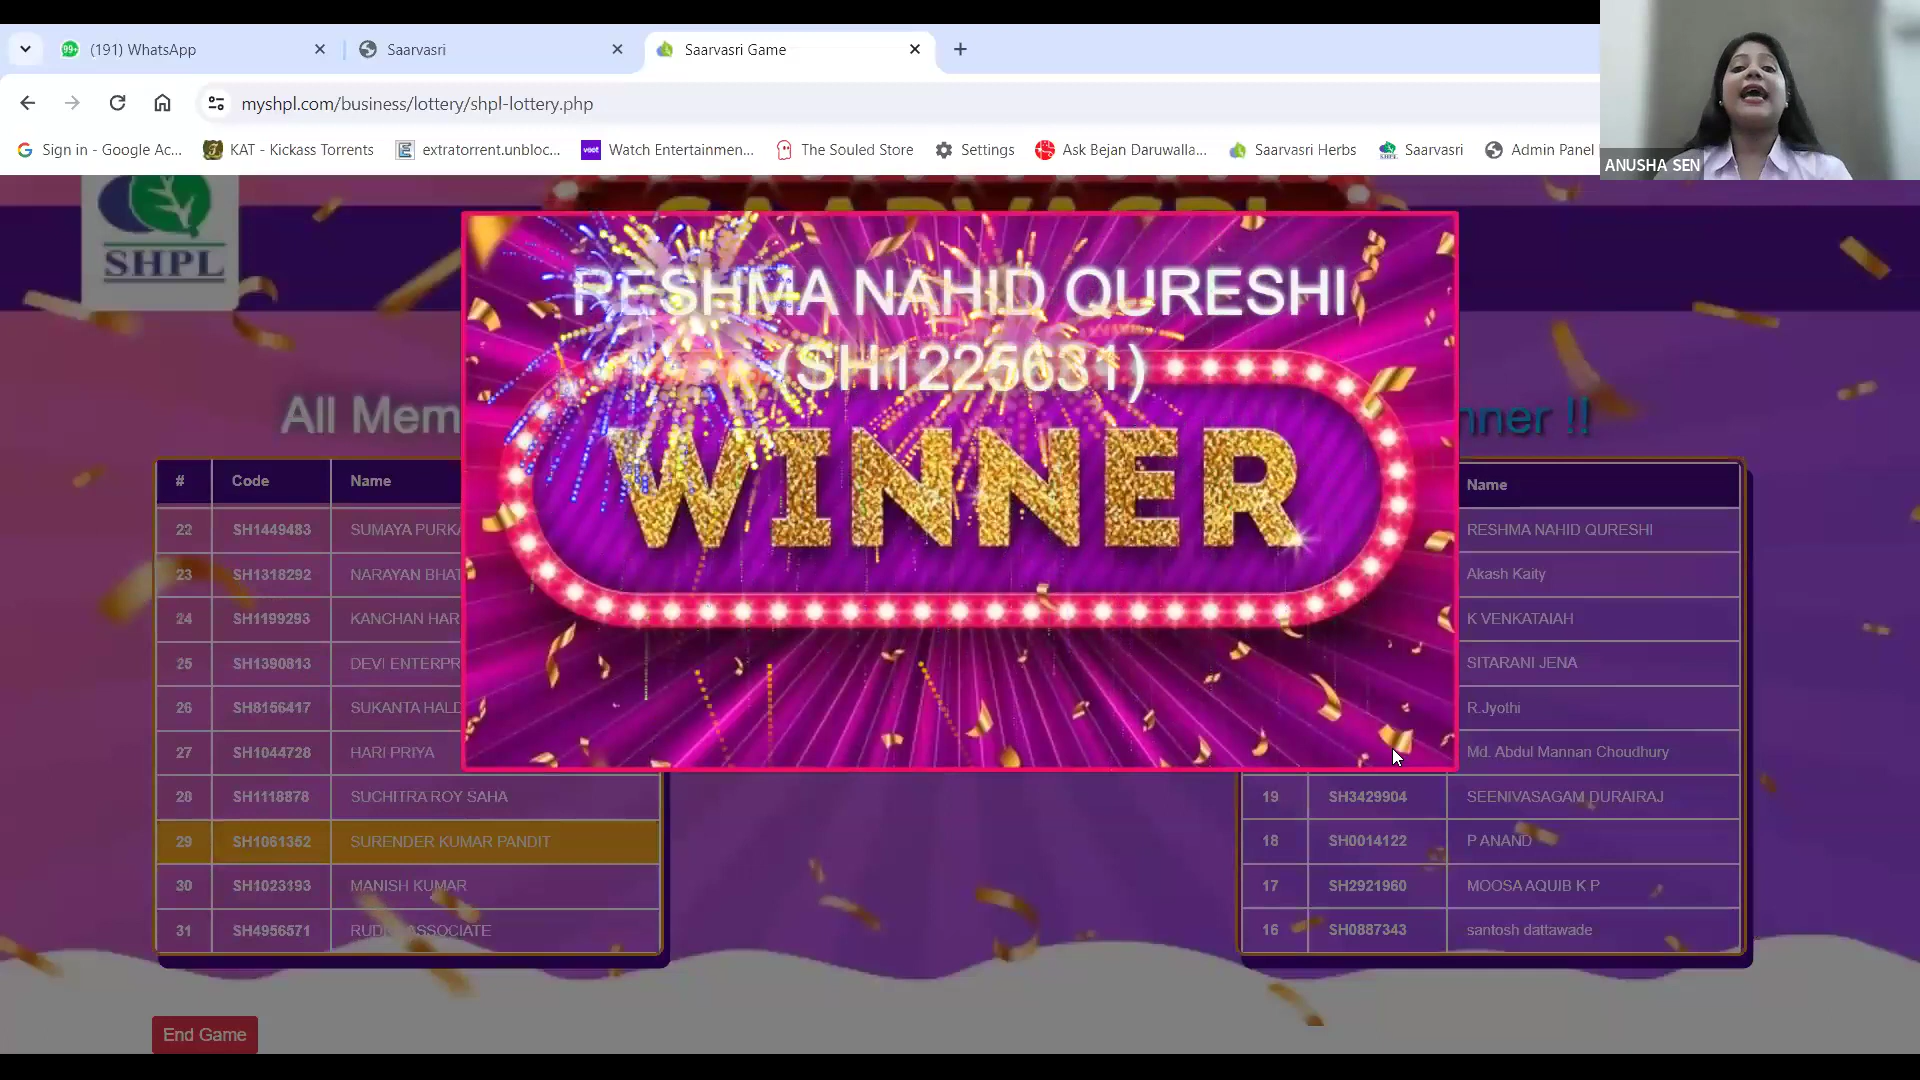 99+ (191) WhatsApp
Saarvasri
Saarvasri Game
myshpl.com/business/lottery/shpl-lottery.php
Sign in - Google Ac...
KAT - Kickass Torrents
extratorrent.unbloc...
voot Watch Entertainmen...
The Souled Store
Settings
Ask Bejan Daruwalla...
Saarvasri Herbs
Saarvasri
Admin Panel
ANUSHA SEN
SHPL
SAARVASRI
RESHMA NAHID QURESHI
(SH1225631)
WINNER
All Mem
nner !!
# Code Name
22 SH1449483 SUMAYA PURKA
23 SH1318292 NARAYAN BHAT
24 SH1199293 KANCHAN HAR
25 SH1390813 DEVI ENTERPR
26 SH8156417 SUKANTA HALD
27 SH1044728 HARI PRIYA
28 SH1118878 SUCHITRA ROY SAHA
29 SH1061352 SURENDER KUMAR PANDIT
30 SH1023193 MANISH KUMAR
31 SH4956571 ASSOCIATE
Name
RESHMA NAHID QURESHI
Akash Kaity
K VENKATAIAH
SITARANI JENA
R.Jyothi
Md. Abdul Mannan Choudhury
19 SH3429904 SEENIVASAGAM DURAIRAJ
18 SH0014122 P ANAND
17 SH2921960 MOOSA AQUIB K P
16 SH0887343 santosh dattawade
End Game